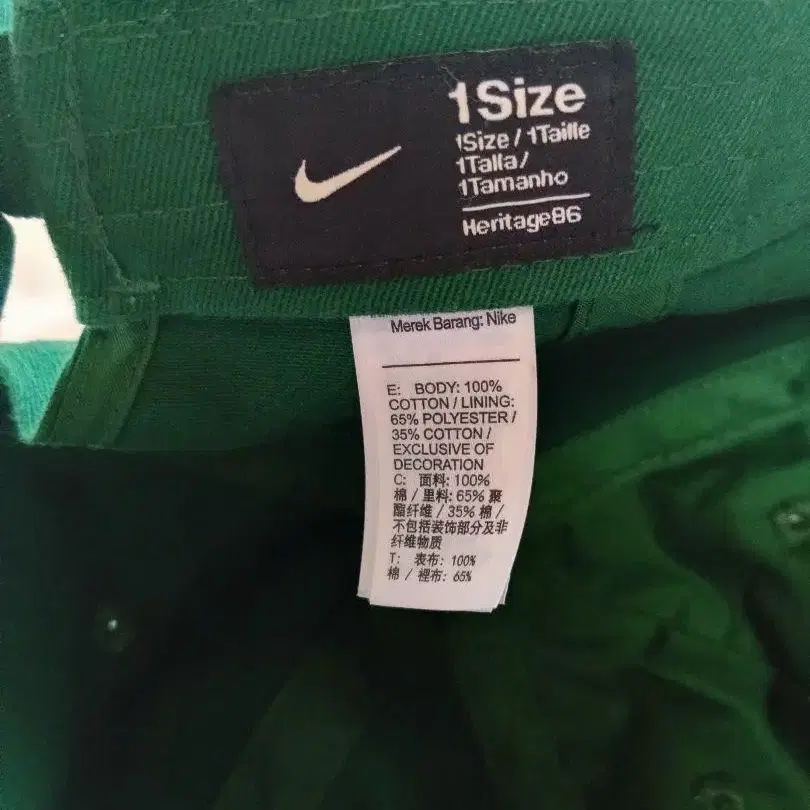 1Size
1Size / 1Taille
1Talla /
1Tamanho
Heritage86
Merek Barang: Nike
E: BODY: 100%
COTTON / LINING:
65% POLYESTER /
35% COTTON /
EXCLUSIVE OF
DECORATION
C: 面料: 100%
棉 / 里料: 65% 聚
酯纤维 / 35% 棉 /
不包括装饰部分及非
纤维物质
T: 表布: 100%
棉 / 裡布: 65%